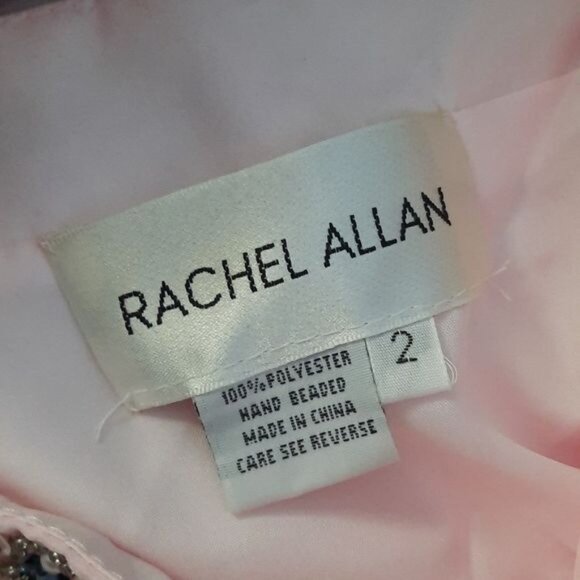 RACHEL ALLAN
2
100% POLYESTER
HAND BEADED
MADE IN CHINA
CARE SEE REVERSE